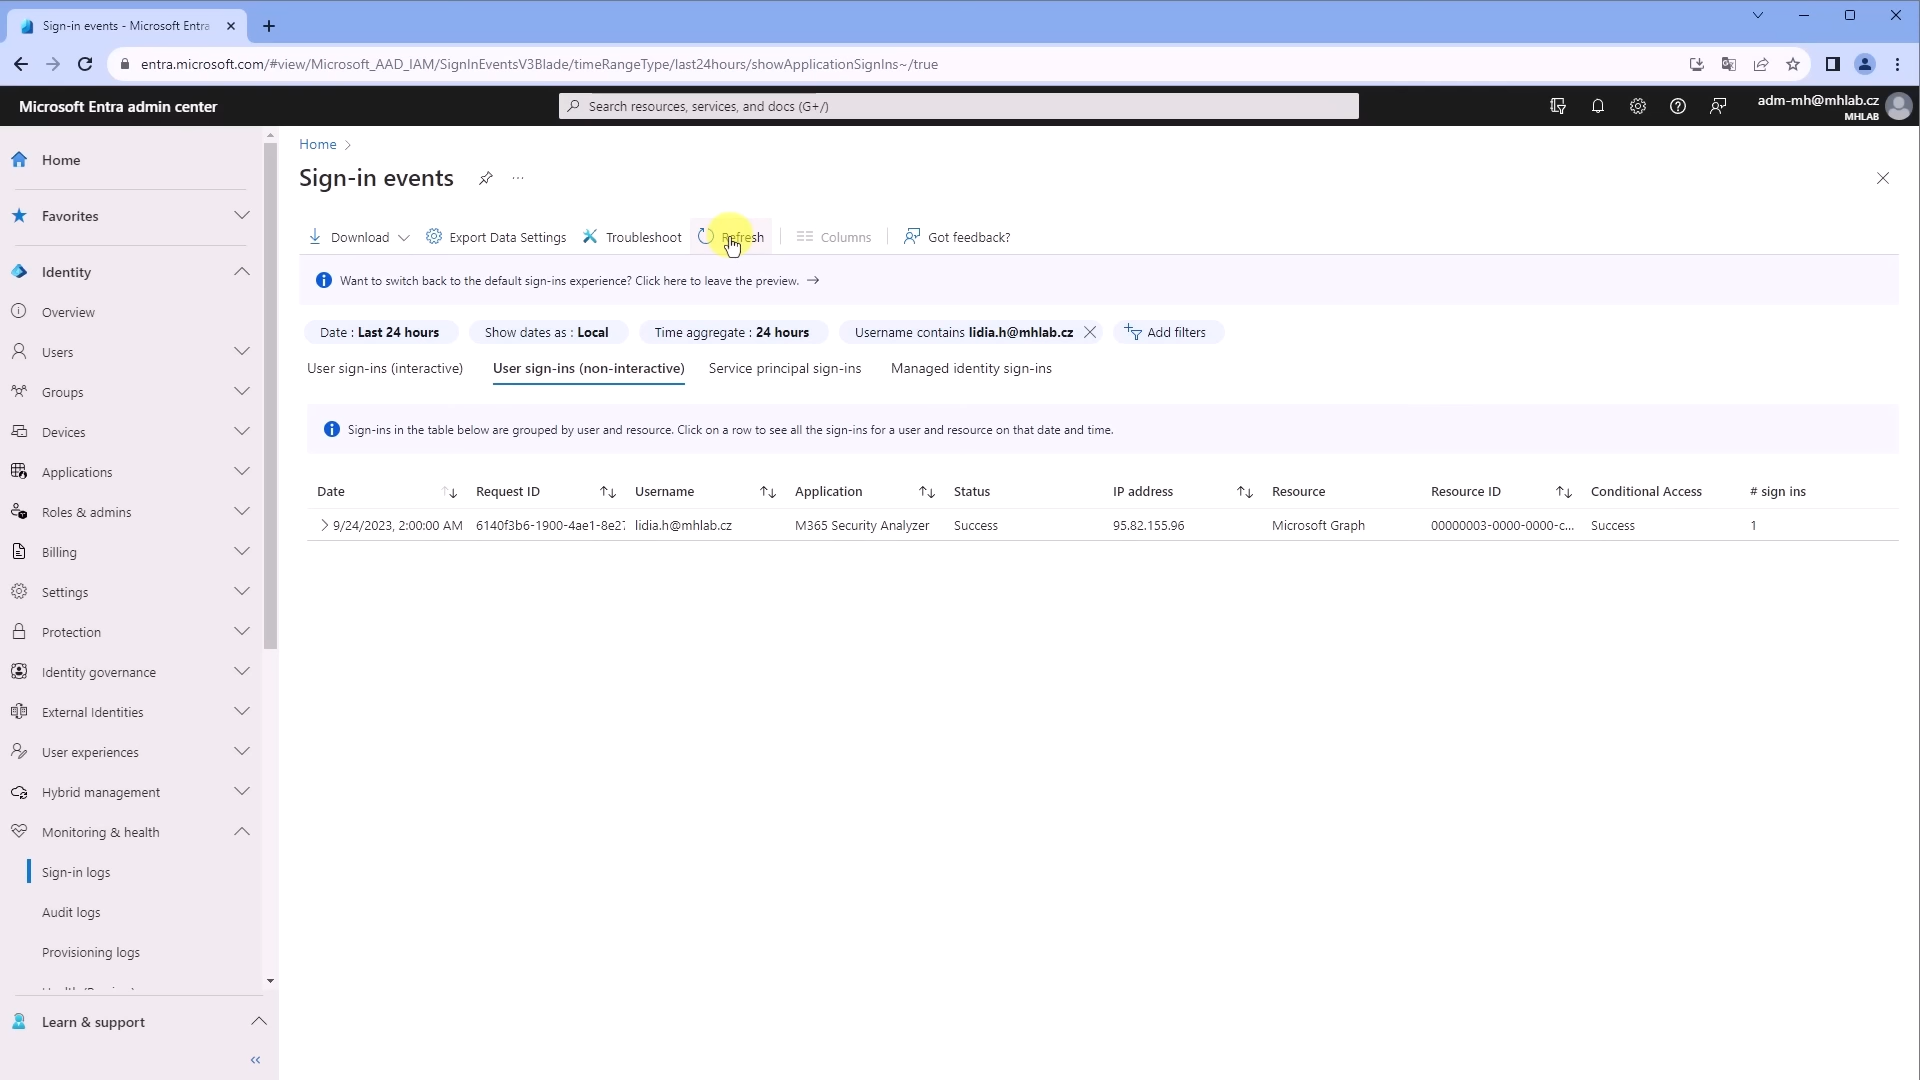 Sign-in events - Microsoft Entra
entra.microsoft.com/#view/Microsoft_AAD_IAM/SignInEventsV3Blade/timeRangeType/last24hours/showApplicationSignIns~/true
Microsoft Entra admin center
Search resources, services, and docs (G+/)
adm-mh@mhlab.cz
MHLAB
Home
Favorites
Identity
Overview
Users
Groups
Devices
Applications
Roles & admins
Billing
Settings
Protection
Identity governance
External Identities
User experiences
Hybrid management
Monitoring & health
Sign-in logs
Audit logs
Provisioning logs
Learn & support
Home
Sign-in events
Download Export Data Settings Troubleshoot Refresh Columns Got feedback?
Want to switch back to the default sign-ins experience? Click here to leave the preview.
Date : Last 24 hours Show dates as : Local Time aggregate : 24 hours Username contains lidia.h@mhlab.cz Add filters
User sign-ins (interactive) User sign-ins (non-interactive) Service principal sign-ins Managed identity sign-ins
Sign-ins in the table below are grouped by user and resource. Click on a row to see all the sign-ins for a user and resource on that date and time.
Date Request ID Username Application Status IP address Resource Resource ID Conditional Access # sign ins
9/24/2023, 2:00:00 AM 6140f3b6-1900-4ae1-8e27 lidia.h@mhlab.cz M365 Security Analyzer Success 95.82.155.96 Microsoft Graph 00000003-0000-0000-c... Success 1